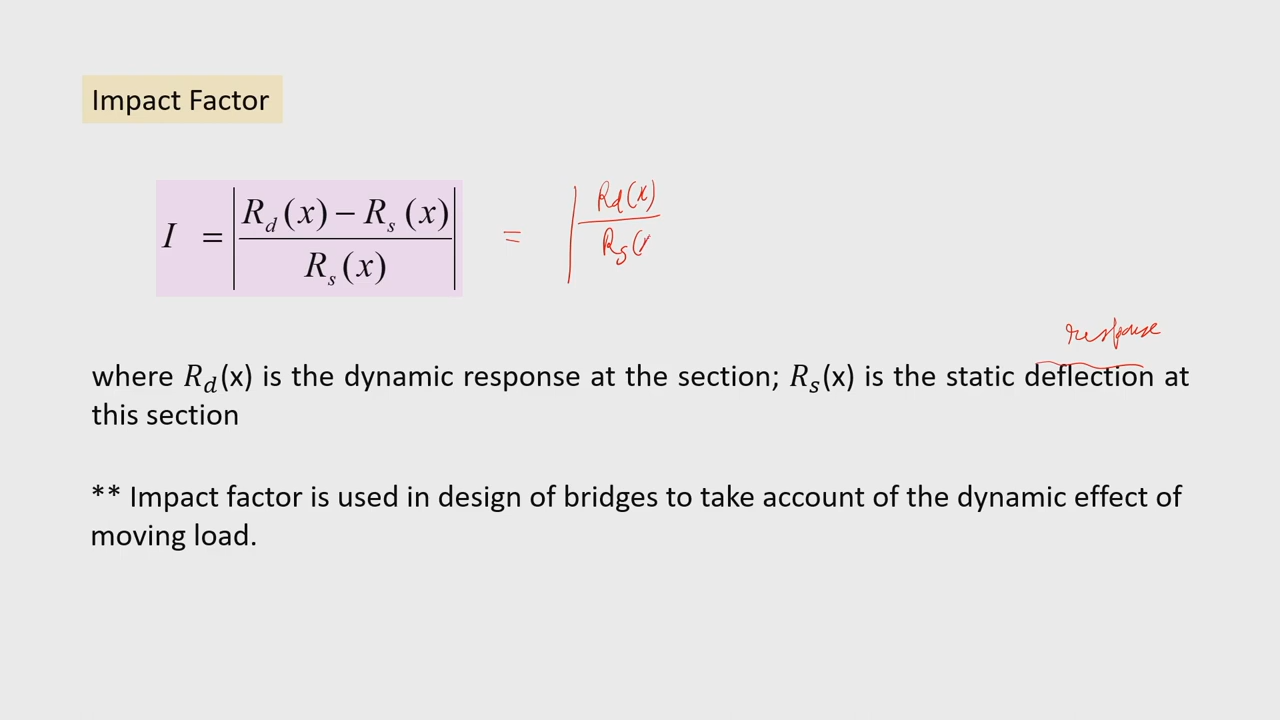 Impact Factor
I = |R_d(x) − R_s(x) / R_s(x)| = |R_d(x) / R_s(x
response
where R_d(x) is the dynamic response at the section; R_s(x) is the static deflection at
this section
** Impact factor is used in design of bridges to take account of the dynamic effect of
moving load.